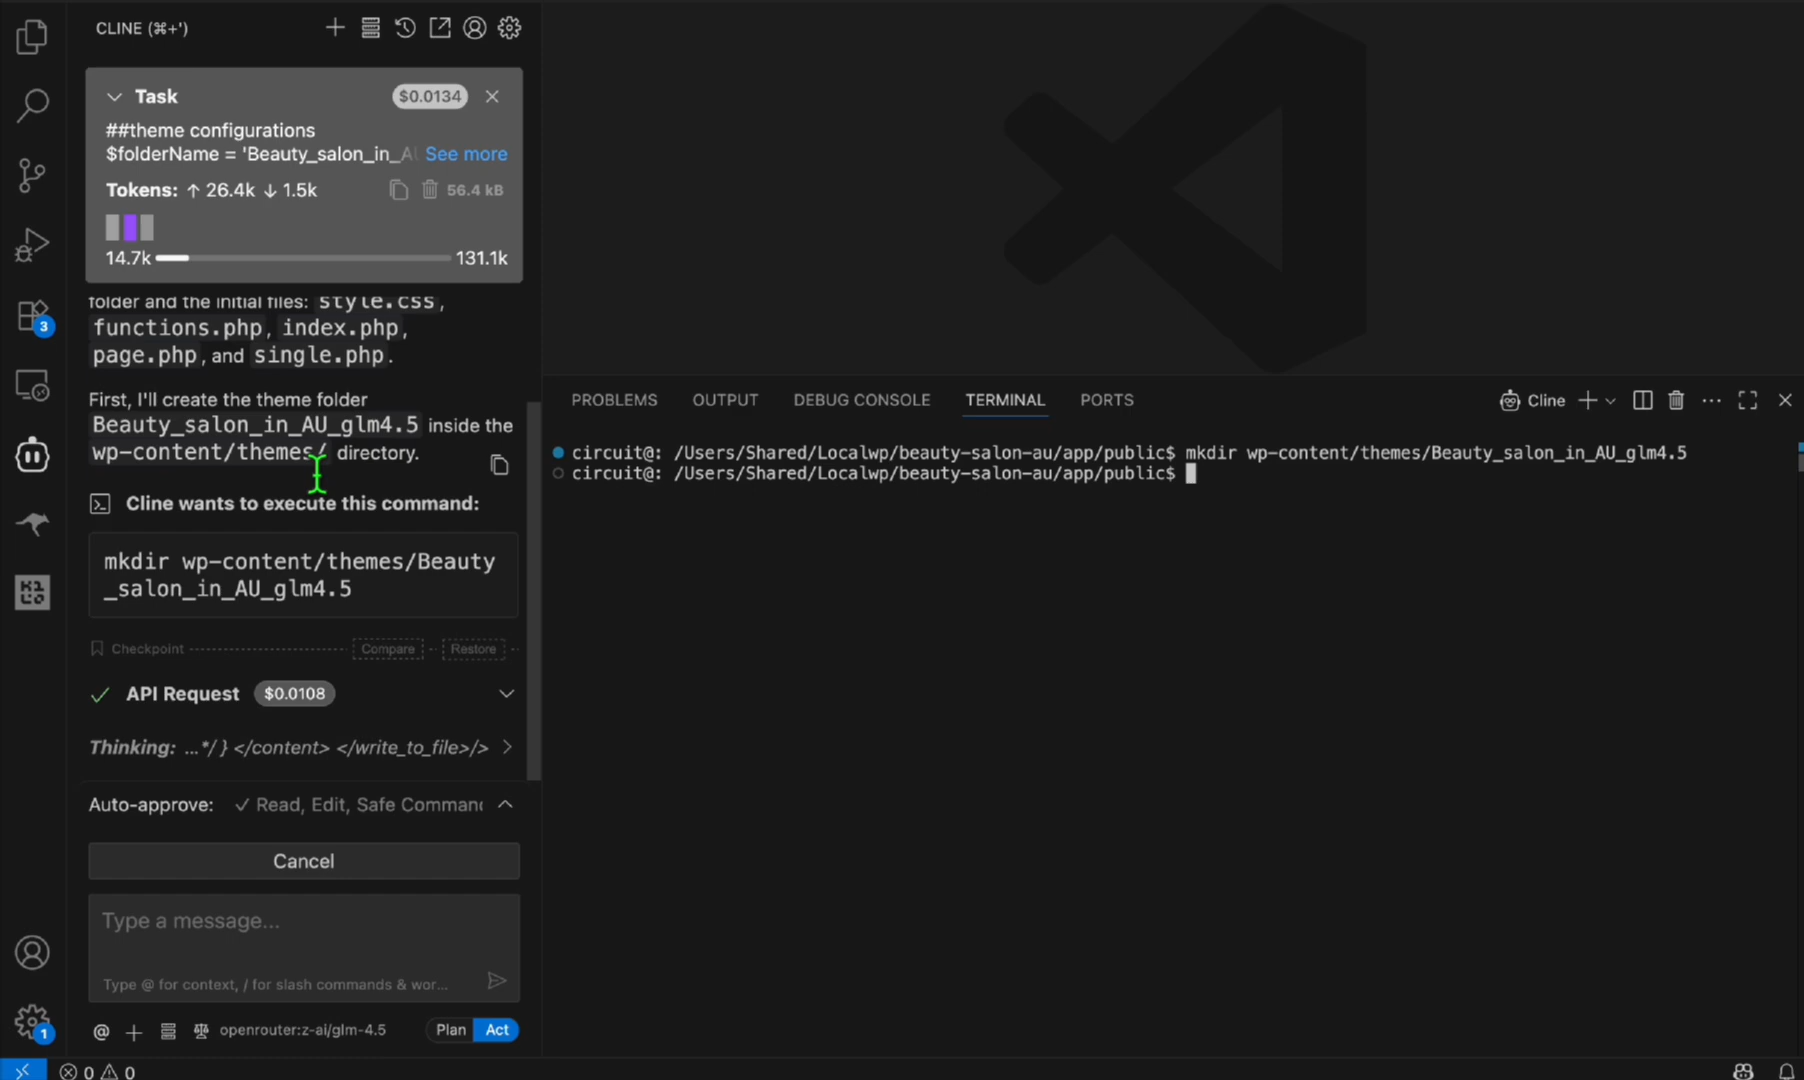 CLINE (⌘+')
Task
$0.0134
##theme configurations
$folderName = 'Beauty_salon_in_AU
See more
Tokens: ↑ 26.4k ↓ 1.5k
56.4 kB
14.7k
131.1k
folder and the initial files: style.css,
functions.php, index.php,
page.php, and single.php.
First, I'll create the theme folder
Beauty_salon_in_AU_glm4.5 inside the
wp-content/themes/ directory.
Cline wants to execute this command:
mkdir wp-content/themes/Beauty
_salon_in_AU_glm4.5
Checkpoint
Compare
Restore
API Request $0.0108
Thinking: ...*/ } </content> </write_to_file>/>
Auto-approve: ✓ Read, Edit, Safe Command
Cancel
Type a message...
Type @ for context, / for slash commands & wor...
@ + openrouter:z-ai/glm-4.5
Plan Act
3
1
0 0
PROBLEMS OUTPUT DEBUG CONSOLE TERMINAL PORTS
Cline
circuit@: /Users/Shared/Localwp/beauty-salon-au/app/public$ mkdir wp-content/themes/Beauty_salon_in_AU_glm4.5
circuit@: /Users/Shared/Localwp/beauty-salon-au/app/public$